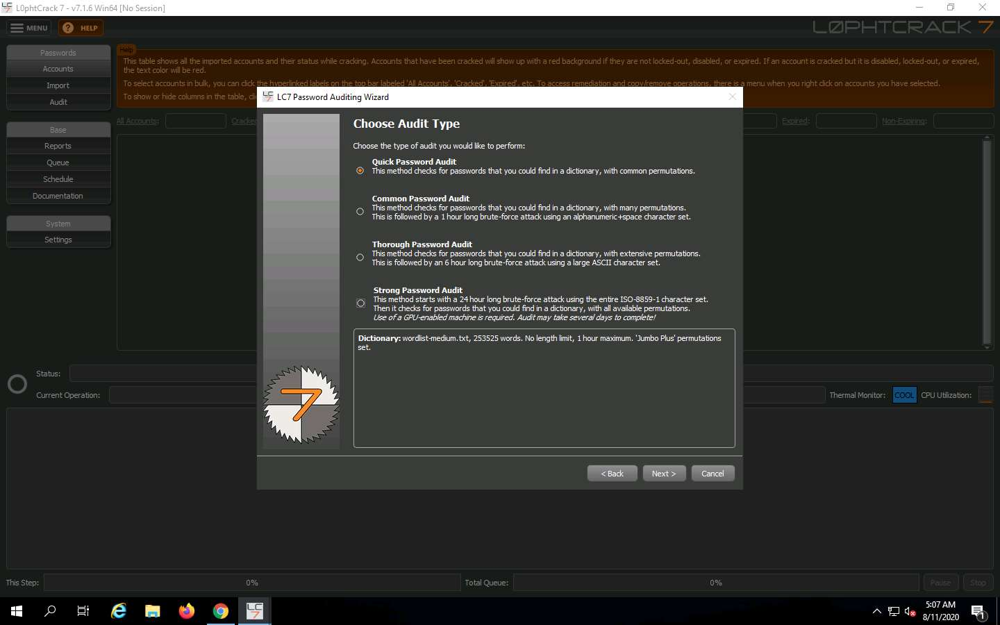 L0phtCrack 7 - v7.1.6 Win64 [No Session]
MENU
? HELP
L0PHTCRACK 7
Passwords
Accounts
Import
Audit
Base
Reports
Queue
Schedule
Documentation
System
Settings
Help
This table shows all the imported accounts and their status while cracking. Accounts that have been cracked will show up with a red background if they are not locked-out, disabled, or expired. If an account is cracked but it is disabled, locked-out, or expired,
the text color will be red.
To select accounts in bulk, you can click the hyperlinked labels on the top bar labeled 'All Accounts', 'Cracked', 'Expired', etc. To access remediation and copy/remove operations, there is a menu when you right click on accounts you have selected.
To show or hide columns in the table,
All Accounts:
Expired:
Non-Expiring:
LC7 Password Auditing Wizard
Choose Audit Type
Choose the type of audit you would like to perform:
Quick Password Audit
This method checks for passwords that you could find in a dictionary, with common permutations.
Common Password Audit
This method checks for passwords that you could find in a dictionary, with many permutations.
This is followed by a 1 hour long brute-force attack using an alphanumeric+space character set.
Thorough Password Audit
This method checks for passwords that you could find in a dictionary, with extensive permutations.
This is followed by an 6 hour long brute-force attack using a large ASCII character set.
Strong Password Audit
This method starts with a 24 hour long brute-force attack using the entire ISO-8859-1 character set.
Then it checks for passwords that you could find in a dictionary, with all available permutations.
Use of a GPU-enabled machine is required. Audit may take several days to complete!
Dictionary: wordlist-medium.txt, 253525 words. No length limit, 1 hour maximum. 'Jumbo Plus' permutations
set.
7
< Back
Next >
Cancel
Status:
Current Operation:
Thermal Monitor:
COOL
CPU Utilization:
This Step:
0%
Total Queue:
0%
Pause
Stop
LC
7
5:07 AM
8/11/2020
1